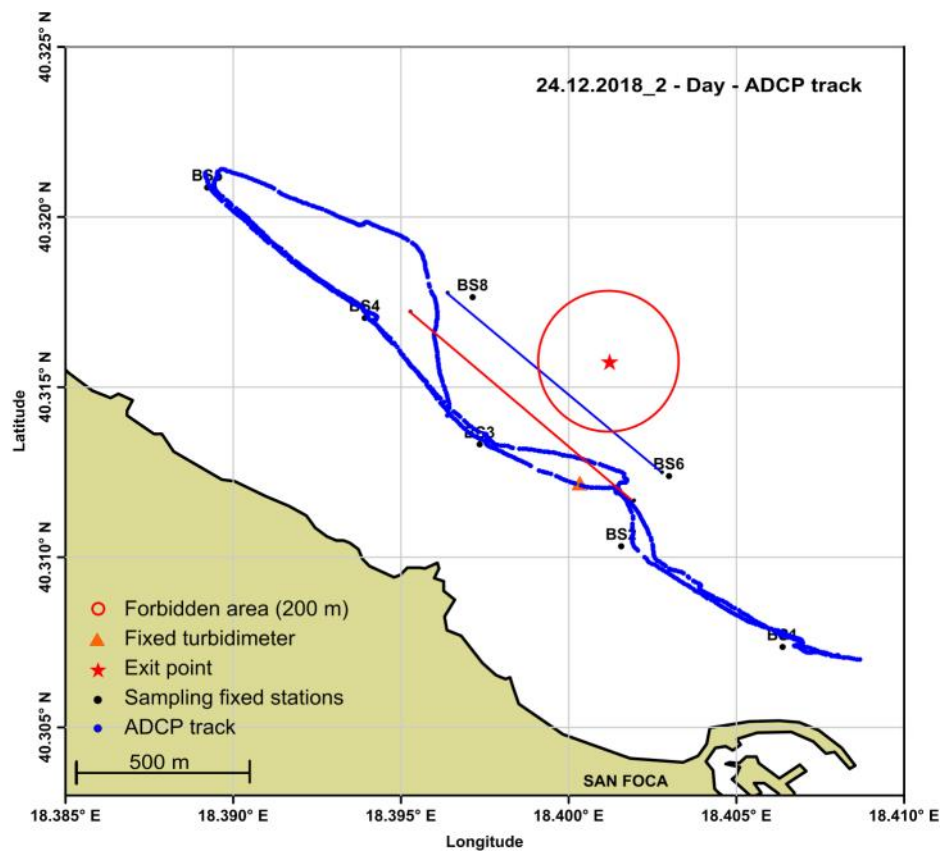 24.12.2018_2 - Day - ADCP track
40.325° N
40.320° N
40.315° N
40.310° N
40.305° N
Latitude
BS4
BS8
BS3
BS6
BS2
BS1
Forbidden area (200 m)
Fixed turbidimeter
Exit point
Sampling fixed stations
ADCP track
500 m
SAN FOCA
18.385° E
18.390° E
18.395° E
18.400° E
18.405° E
18.410° E
Longitude